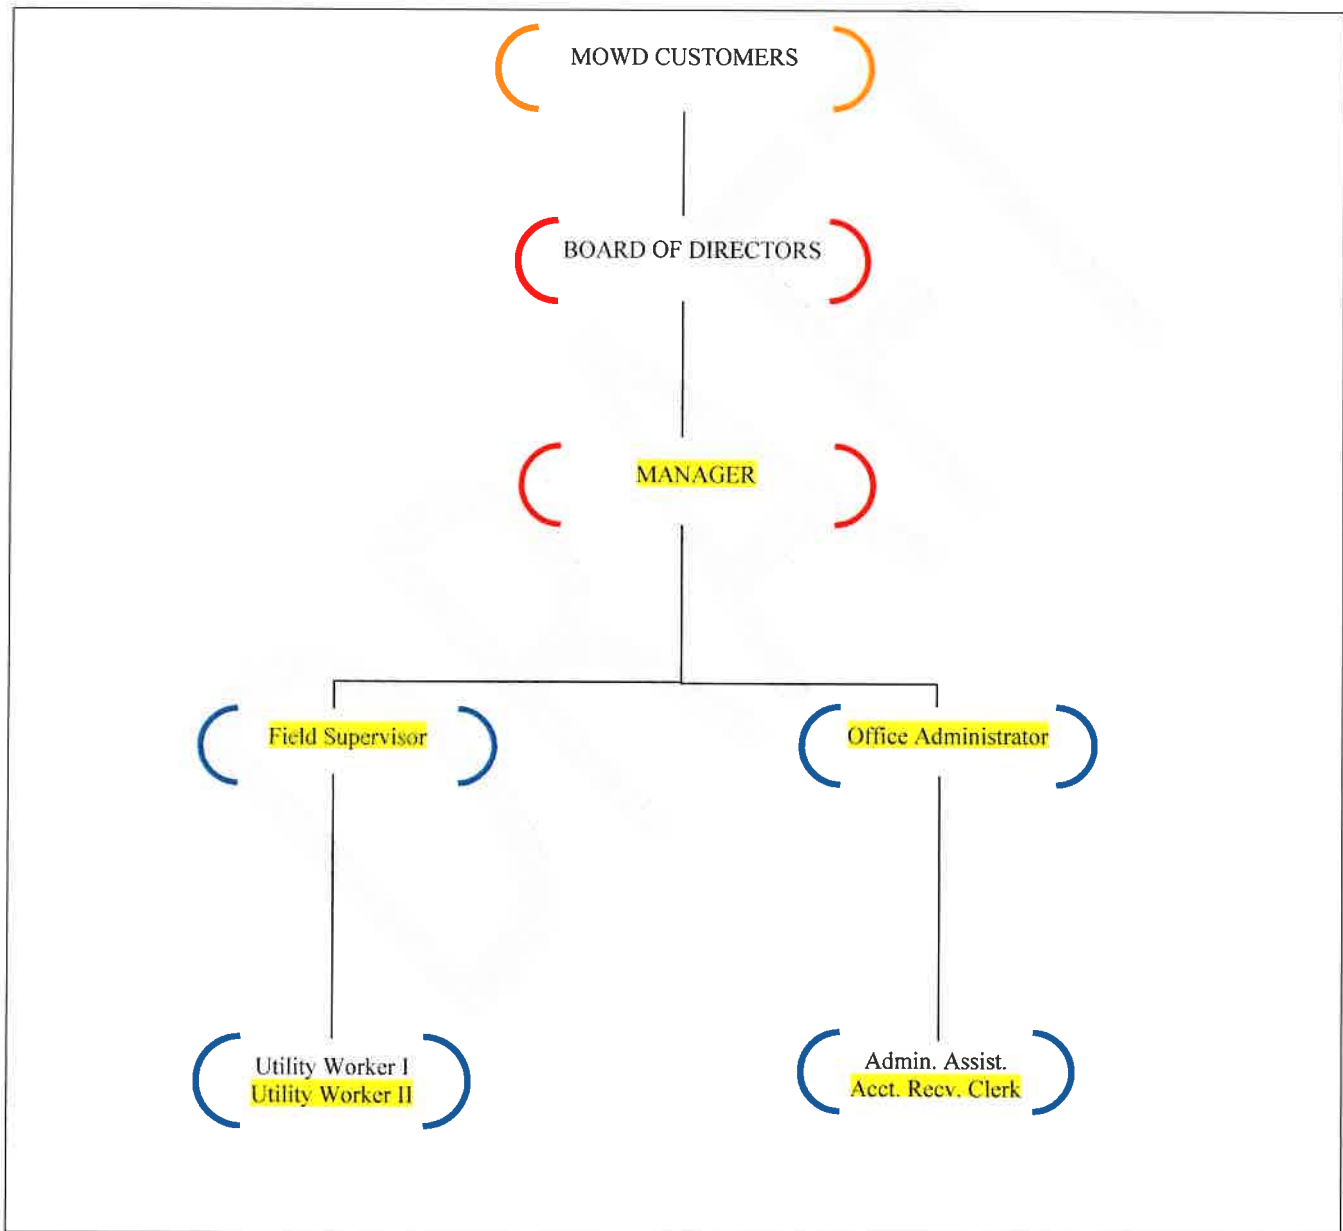 MOWD CUSTOMERS
BOARD OF DIRECTORS
MANAGER
Field Supervisor
Office Administrator
Utility Worker I
Utility Worker II
Admin. Assist.
Acct. Recv. Clerk